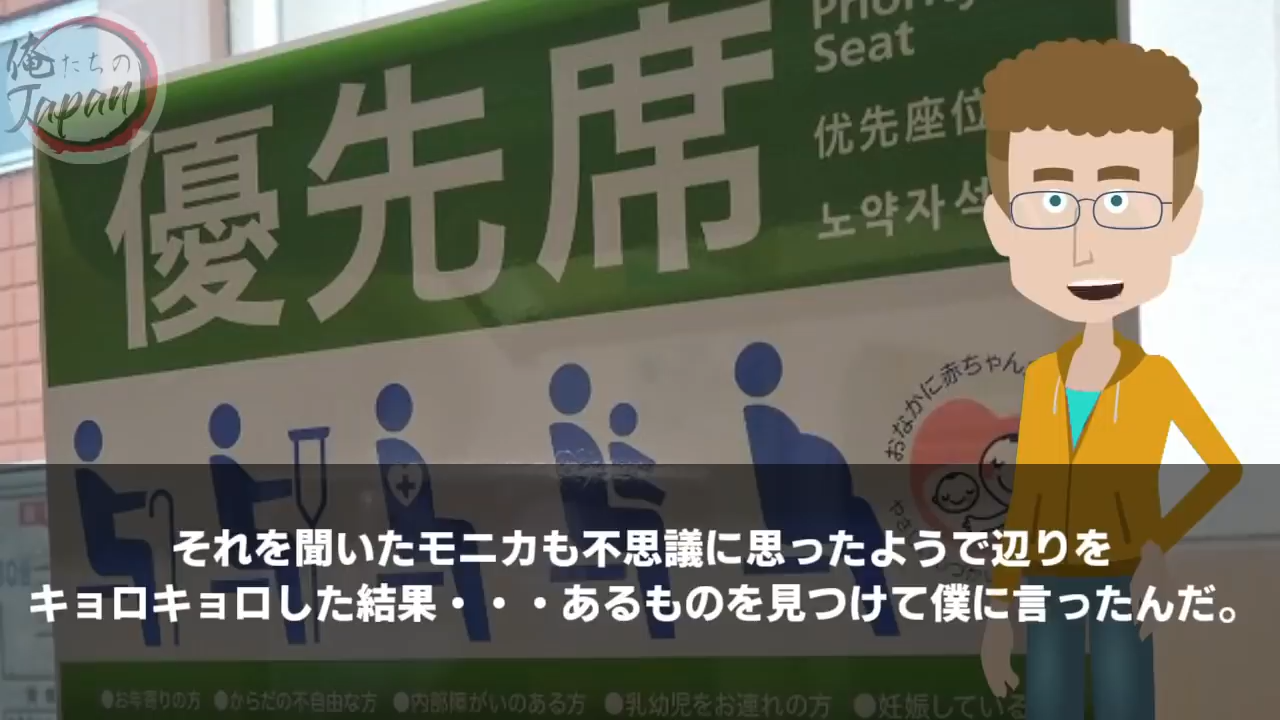 俺たちの
Japan
優先席
Priority
Seat
优先座位
노약자석
おなかに赤ちゃん
それを聞いたモニカも不思議に思ったようで辺りを
キョロキョロした結果・・・あるものを見つけて僕に言ったんだ。
●お年寄りの方 ●からだの不自由な方 ●内部障がいのある方 ●乳幼児をお連れの方 ●妊娠している